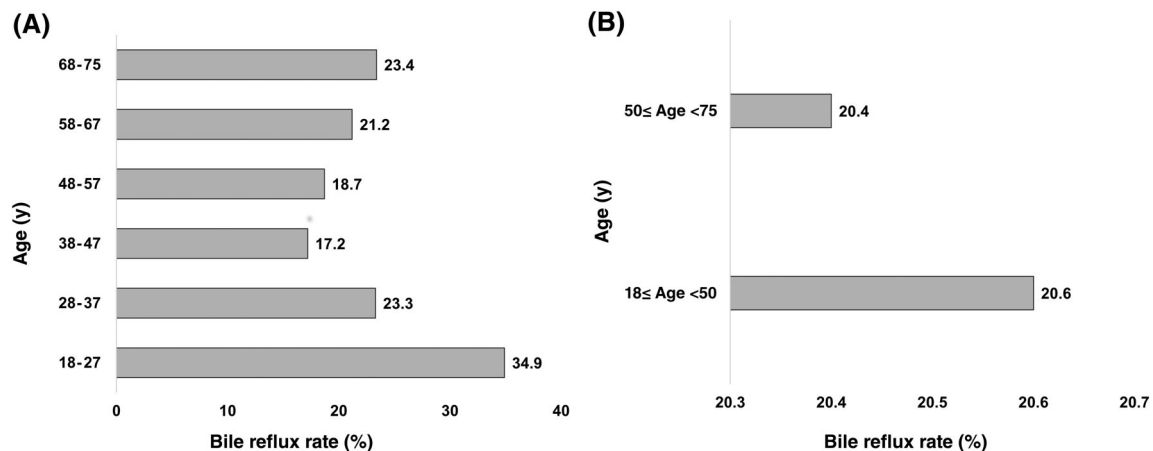 (A)
Age (y)
68-75
23.4
58-67
21.2
48-57
18.7
38-47
17.2
28-37
23.3
18-27
34.9
0 10 20 30 40
Bile reflux rate (%)
(B)
Age (y)
50≤ Age <75
20.4
18≤ Age <50
20.6
20.3 20.4 20.5 20.6 20.7
Bile reflux rate (%)